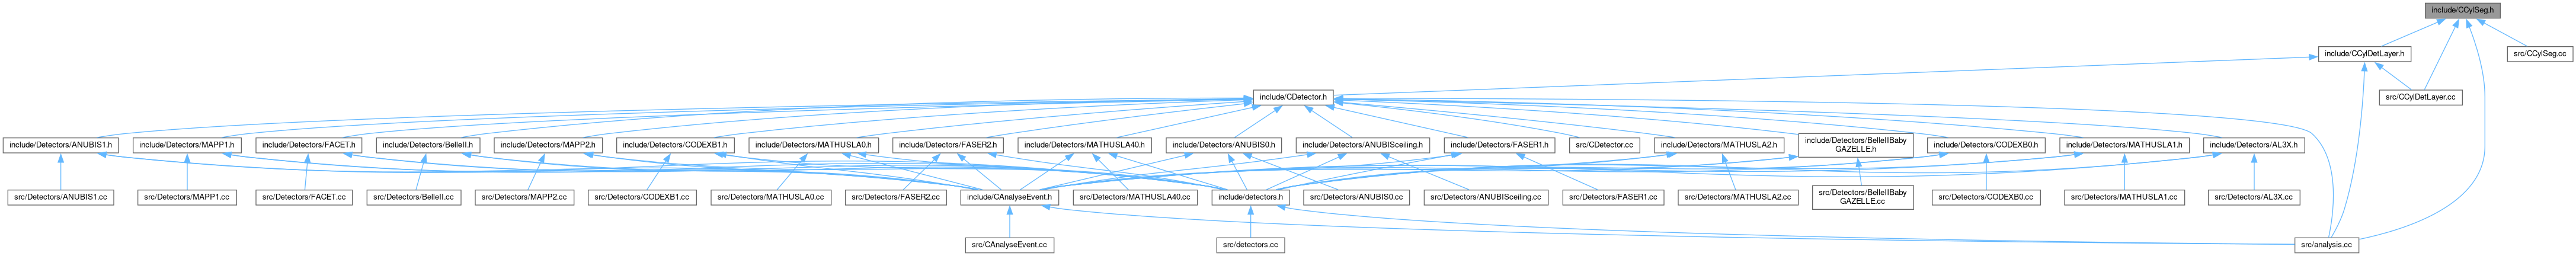 include/CCylSeg.h
include/CCylDetLayer.h
src/CCylSeg.cc
include/CDetector.h
src/CCylDetLayer.cc
include/Detectors/ANUBIS1.h
include/Detectors/MAPP1.h
include/Detectors/FACET.h
include/Detectors/BelleII.h
include/Detectors/MAPP2.h
include/Detectors/CODEXB1.h
include/Detectors/MATHUSLA0.h
include/Detectors/FASER2.h
include/Detectors/MATHUSLA40.h
include/Detectors/ANUBIS0.h
include/Detectors/ANUBISceiling.h
include/Detectors/FASER1.h
src/CDetector.cc
include/Detectors/MATHUSLA2.h
include/Detectors/BelleIIBaby
GAZELLE.h
include/Detectors/CODEXB0.h
include/Detectors/MATHUSLA1.h
include/Detectors/AL3X.h
src/Detectors/ANUBIS1.cc
src/Detectors/MAPP1.cc
src/Detectors/FACET.cc
src/Detectors/BelleII.cc
src/Detectors/MAPP2.cc
src/Detectors/CODEXB1.cc
src/Detectors/MATHUSLA0.cc
src/Detectors/FASER2.cc
include/CAnalyseEvent.h
src/Detectors/MATHUSLA40.cc
include/detectors.h
src/Detectors/ANUBIS0.cc
src/Detectors/ANUBISceiling.cc
src/Detectors/FASER1.cc
src/Detectors/MATHUSLA2.cc
src/Detectors/BelleIIBaby
GAZELLE.cc
src/Detectors/CODEXB0.cc
src/Detectors/MATHUSLA1.cc
src/Detectors/AL3X.cc
src/CAnalyseEvent.cc
src/detectors.cc
src/analysis.cc